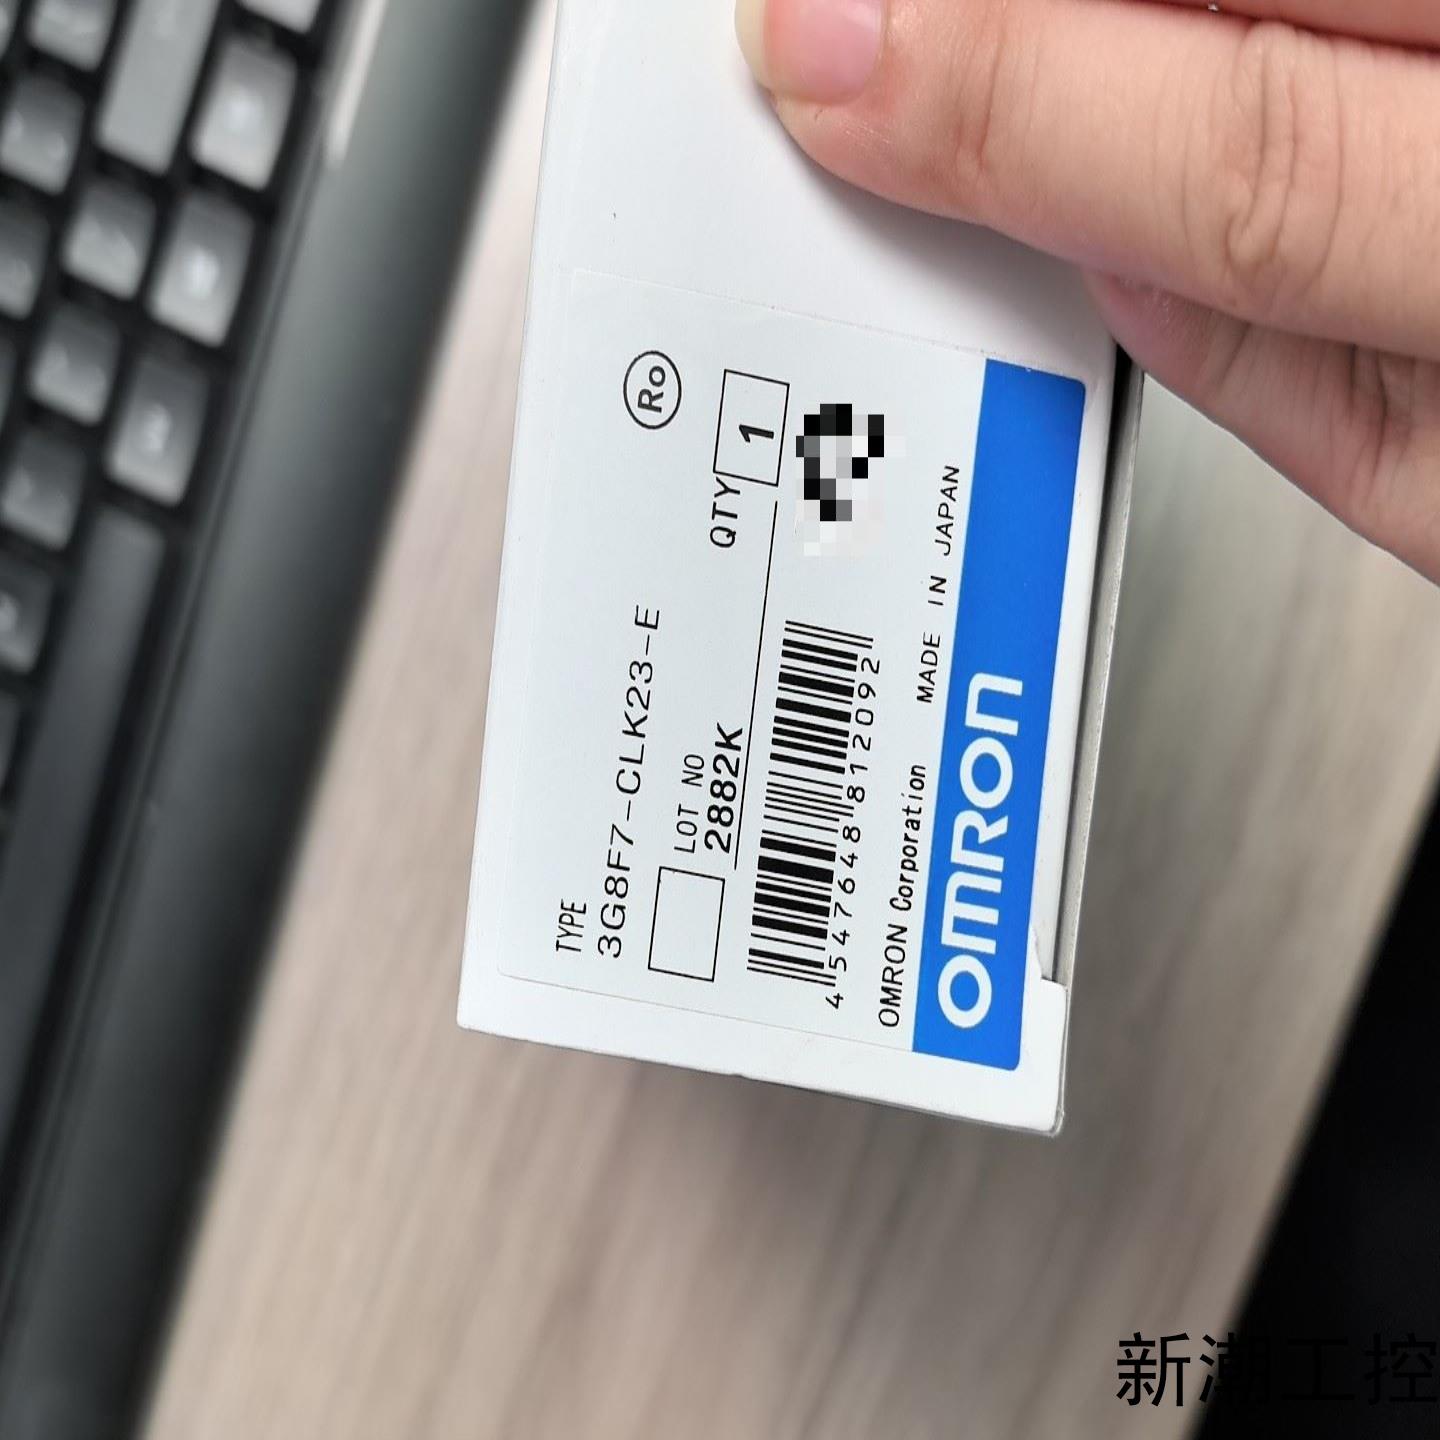 TYPE
3G8F7-CLK23-E
Ro
LOT NO
2882K
QTY 1
4 547648 812092
OMRON Corporation MADE IN JAPAN
OMRON
新潮工控